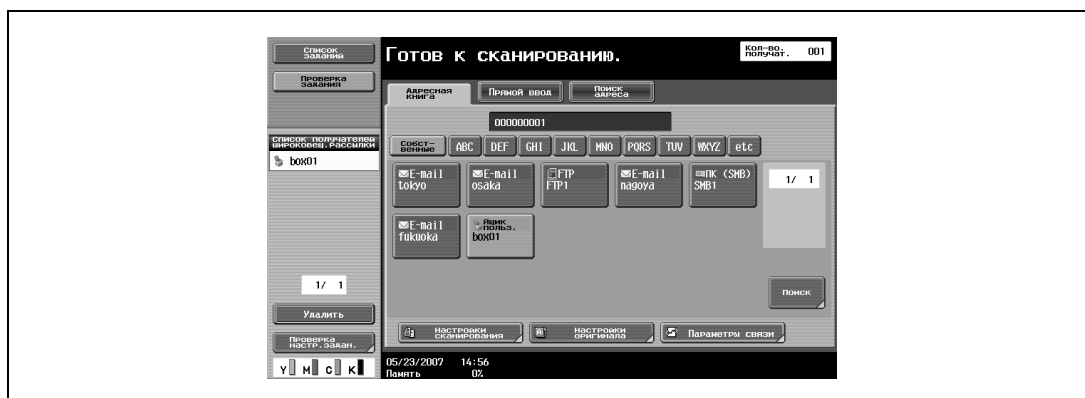 Список
задания
Проверка
задания
Список получателей
широковещ.рассылки
box01
1/ 1
Удалить
Проверка
настр.задан.
Y M C K
Готов к сканированию.
Кол-во.
получат. 001
Адресная
книга
Прямой ввод
Поиск
адреса
000000001
Собст-
венные
ABC DEF GHI JKL MNO PQRS TUV WXYZ etc
E-mail
tokyo
E-mail
osaka
FTP
FTP1
E-mail
nagoya
ПК (SMB)
SMB1
1/ 1
E-mail
fukuoka
Ящик
польз.
box01
Поиск
Настройки
сканирования
Настройки
оригинала
Параметры связи
05/23/2007 14:56
Память 0%